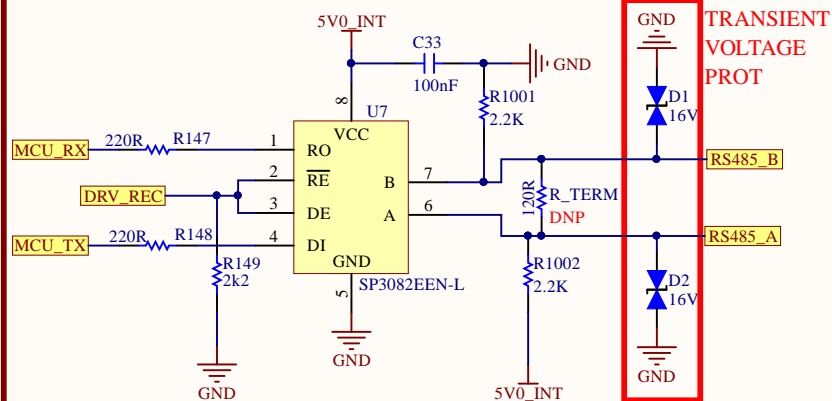 5V0_INT
GND
TRANSIENT
VOLTAGE
PROT
C33
100nF
GND
R1001
2.2K
D1
16V
8
U7
VCC
MCU_RX
220R
R147
1
RO
2
RE
B
7
RS485_B
DRV_REC
3
DE
A
6
120R
R_TERM
DNP
MCU_TX
220R
R148
4
DI
RS485_A
GND
R149
2k2
5
SP3082EEN-L
R1002
2.2K
D2
16V
GND
GND
GND
5V0_INT